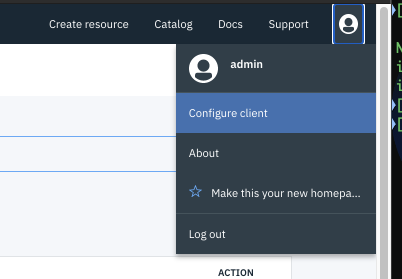 Create resource Catalog Docs Support
admin
Configure client
About
Make this your new homepa...
Log out
ACTION